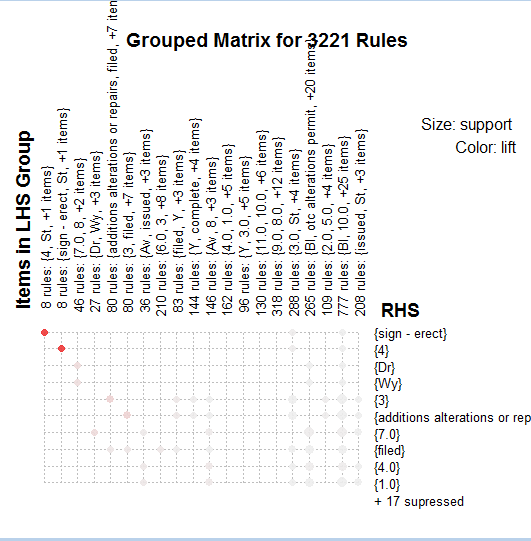 Grouped Matrix for 3221 Rules
Size: support
Color: lift
Items in LHS Group
8 rules: {4, St, +1 items}
8 rules: {sign - erect, St, +1 items}
46 rules: {7.0, 8, +2 items}
27 rules: {Dr, Wy, +3 items}
80 rules: {additions alterations or repairs, filed, +7 item
80 rules: {3, filed, +7 items}
36 rules: {Av, issued, +3 items}
210 rules: {6.0, 3, +8 items}
83 rules: {filed, Y, +3 items}
144 rules: {Y, complete, +4 items}
146 rules: {Av, 8, +3 items}
162 rules: {4.0, 1.0, +5 items}
96 rules: {Y, 3.0, +5 items}
130 rules: {11.0, 10.0, +6 items}
318 rules: {9.0, 8.0, +12 items}
288 rules: {3.0, St, +4 items}
265 rules: {Bl, otc alterations permit, +20 items}
109 rules: {2.0, 5.0, +4 items}
777 rules: {Bl, 10.0, +25 items}
208 rules: {issued, St, +3 items}
RHS
{sign - erect}
{4}
{Dr}
{Wy}
{3}
{additions alterations or rep
{7.0}
{filed}
{4.0}
{1.0}
+ 17 supressed